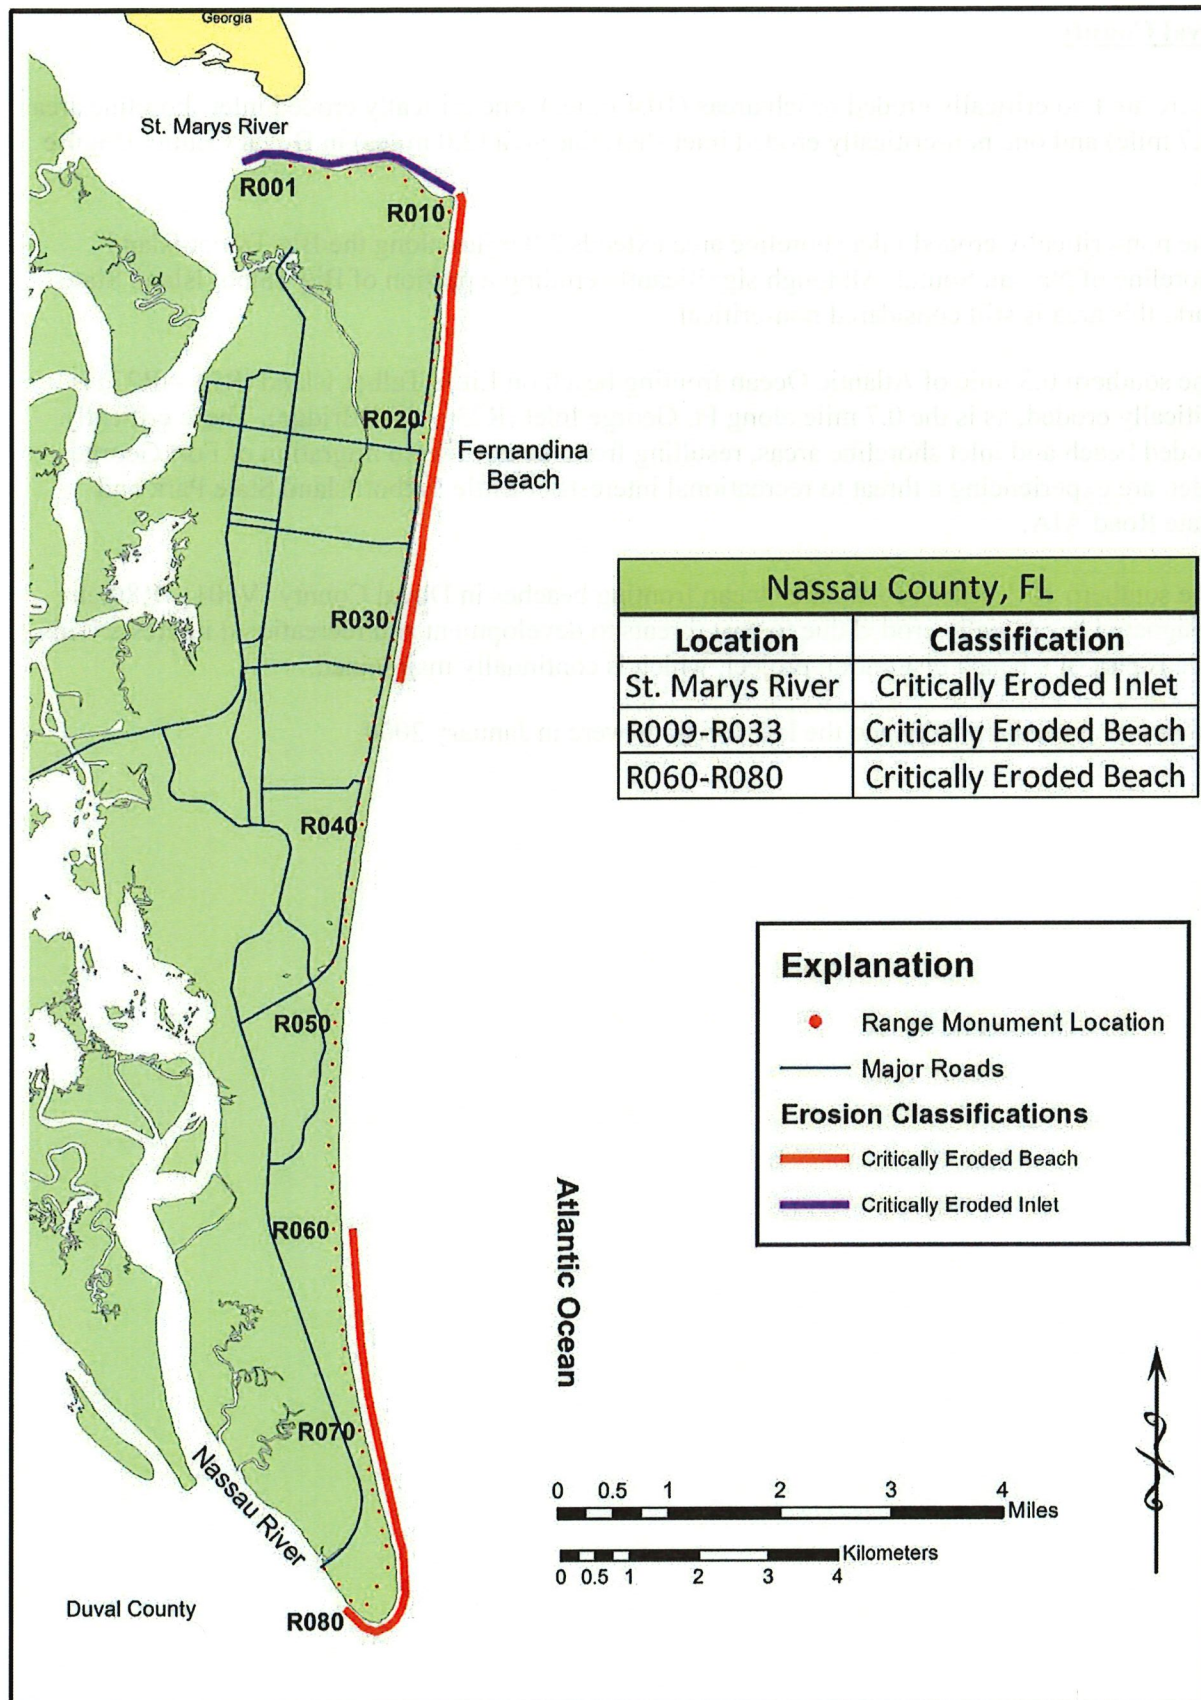 Georgia
St. Marys River
R001
R010
R020
Fernandina
Beach
R030
Nassau County, FL
Location Classification
St. Marys River Critically Eroded Inlet
R009-R033 Critically Eroded Beach
R060-R080 Critically Eroded Beach
R040
R050
Explanation
Range Monument Location
Major Roads
Erosion Classifications
Critically Eroded Beach
Critically Eroded Inlet
R060
Atlantic Ocean
R070
Nassau River
0 0.5 1 2 3 4
Miles
Kilometers
0 0.5 1 2 3 4
Duval County
R080